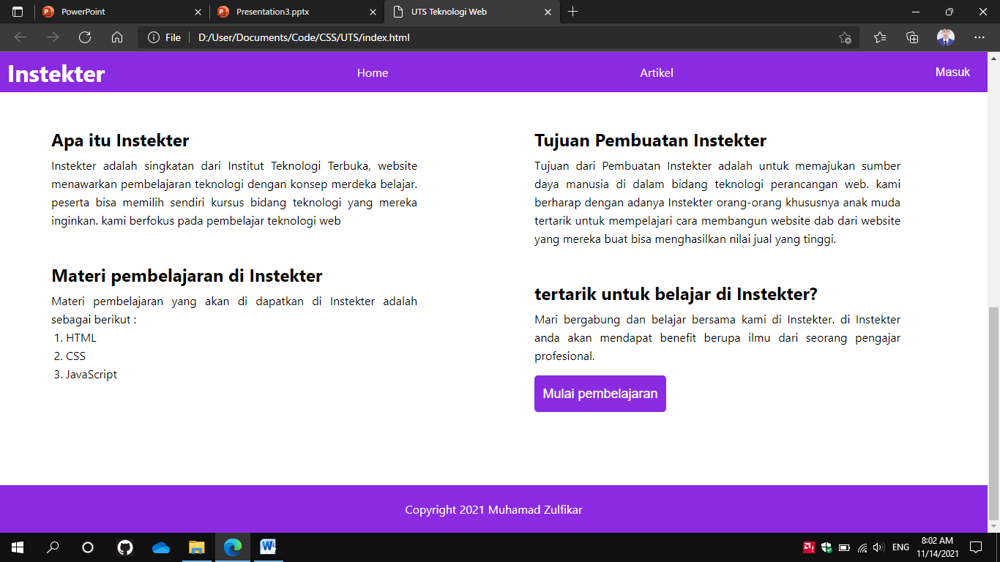 PowerPoint
Presentation3.pptx
UTS Teknologi Web
File
D:/User/Documents/Code/CSS/UTS/index.html
Instekter
Home
Artikel
Masuk
Apa itu Instekter
Instekter adalah singkatan dari Institut Teknologi Terbuka, website
menawarkan pembelajaran teknologi dengan konsep merdeka belajar.
peserta bisa memilih sendiri kursus bidang teknologi yang mereka
inginkan. kami berfokus pada pembelajar teknologi web
Materi pembelajaran di Instekter
Materi pembelajaran yang akan di dapatkan di Instekter adalah
sebagai berikut :
1. HTML
2. CSS
3. JavaScript
Tujuan Pembuatan Instekter
Tujuan dari Pembuatan Instekter adalah untuk memajukan sumber
daya manusia di dalam bidang teknologi perancangan web. kami
berharap dengan adanya Instekter orang-orang khususnya anak muda
tertarik untuk mempelajari cara membangun website dab dari website
yang mereka buat bisa menghasilkan nilai jual yang tinggi.
tertarik untuk belajar di Instekter?
Mari bergabung dan belajar bersama kami di Instekter. di Instekter
anda akan mendapat benefit berupa ilmu dari seorang pengajar
profesional.
Mulai pembelajaran
Copyright 2021 Muhamad Zulfikar
ENG
8:02 AM
11/14/2021